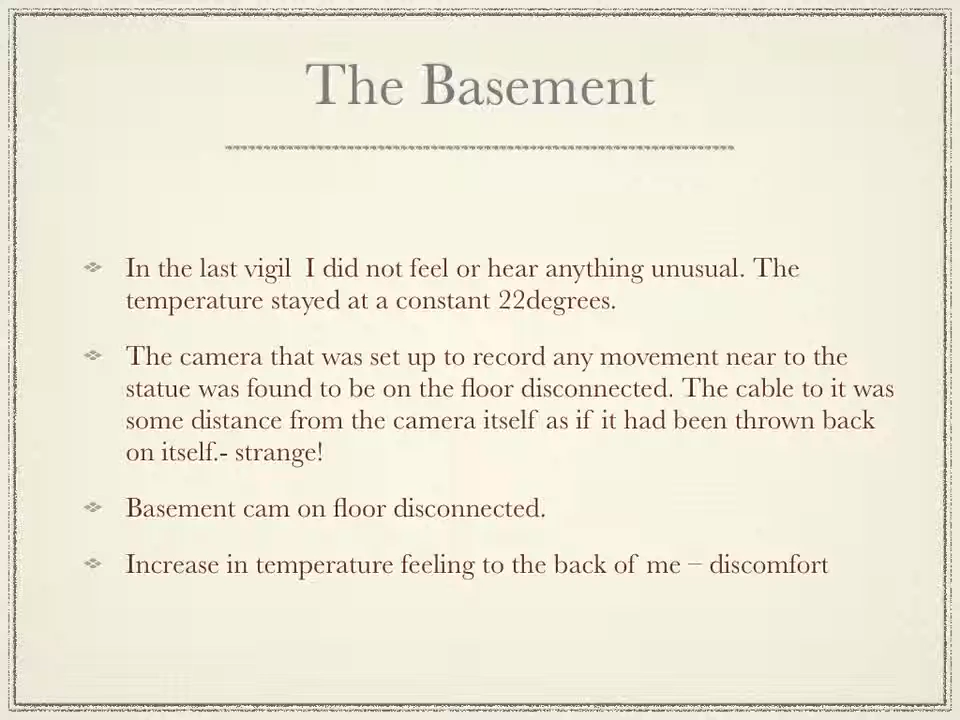 The Basement
In the last vigil  I did not feel or hear anything unusual. The
temperature stayed at a constant 22degrees.
The camera that was set up to record any movement near to the
statue was found to be on the floor disconnected. The cable to it was
some distance from the camera itself as if it had been thrown back
on itself.- strange!
Basement cam on floor disconnected.
Increase in temperature feeling to the back of me – discomfort